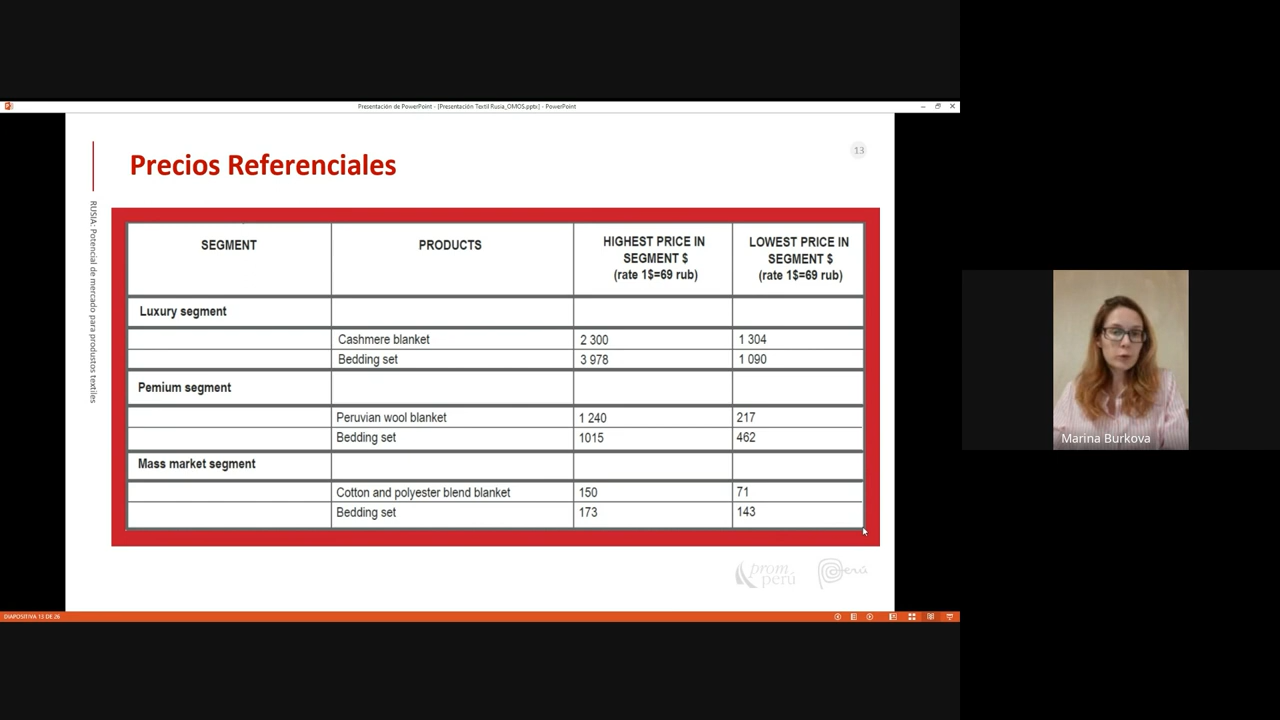 Presentación de PowerPoint - [Presentación Textil Rusia_OMOS.pptx] - PowerPoint
Precios Referenciales
13
RUSIA: Potencial de mercado para productos textiles
SEGMENT
PRODUCTS
HIGHEST PRICE IN
SEGMENT $
(rate 1$=69 rub)
LOWEST PRICE IN
SEGMENT $
(rate 1$=69 rub)
Luxury segment
Cashmere blanket 2 300 1 304
Bedding set 3 978 1 090
Pemium segment
Peruvian wool blanket 1 240 217
Bedding set 1015 462
Mass market segment
Cotton and polyester blend blanket 150 71
Bedding set 173 143
prom
perú
Perú
DIAPOSITIVA 13 DE 26
Marina Burkova